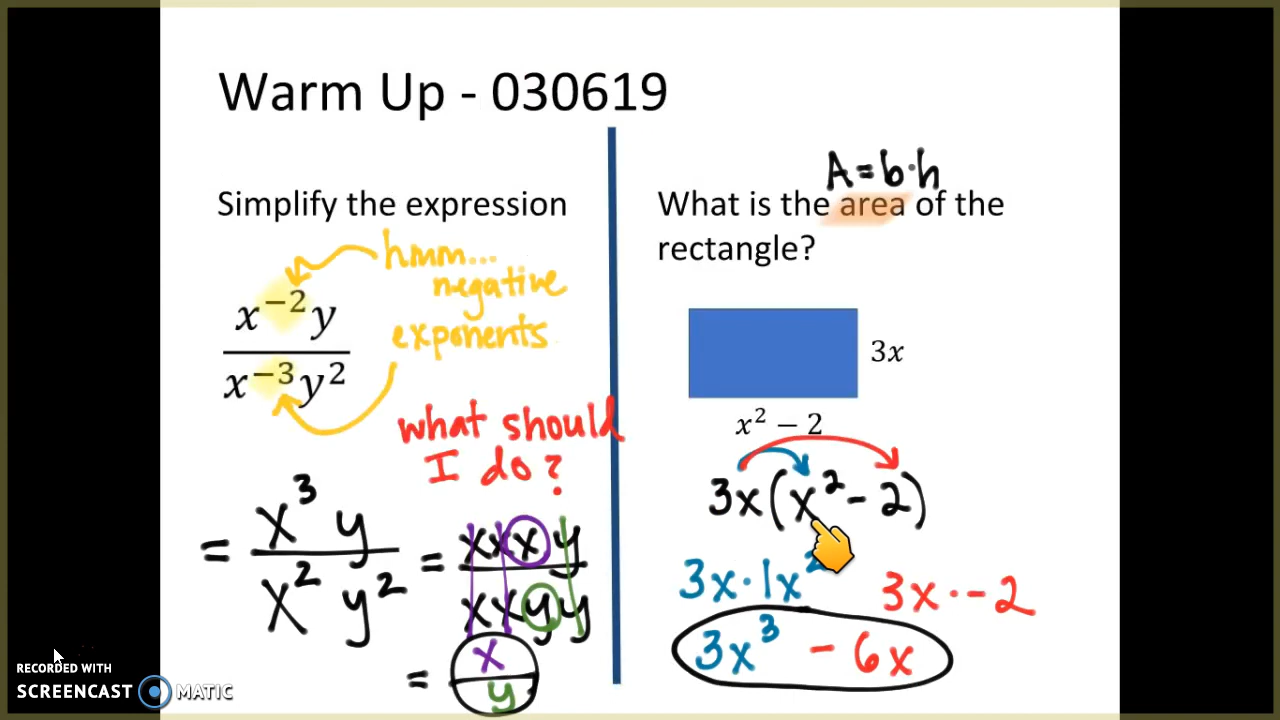 Warm Up - 030619
Simplify the expression
hmm...
negative
exponents
x⁻²y
x⁻³y²
what should
I do?
= x³y / x²y² = xxxy / xxyy
= x / y
A = b·h
What is the area of the
rectangle?
3x
x² − 2
3x(x² − 2)
3x·1x² 3x·−2
3x³ − 6x
RECORDED WITH
SCREENCAST MATIC